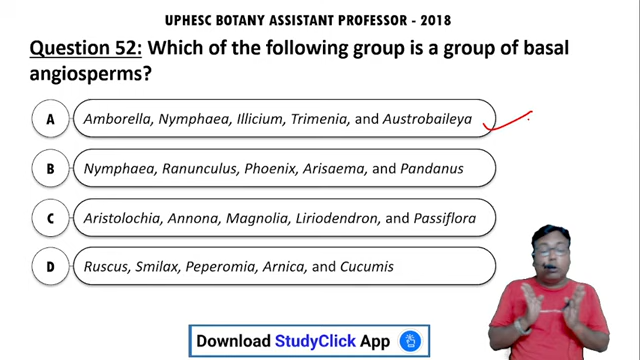 UPHESC BOTANY ASSISTANT PROFESSOR - 2018
Question 52: Which of the following group is a group of basal
angiosperms?
A Amborella, Nymphaea, Illicium, Trimenia, and Austrobaileya
B Nymphaea, Ranunculus, Phoenix, Arisaema, and Pandanus
C Aristolochia, Annona, Magnolia, Liriodendron, and Passiflora
D Ruscus, Smilax, Peperomia, Arnica, and Cucumis
Download StudyClick App